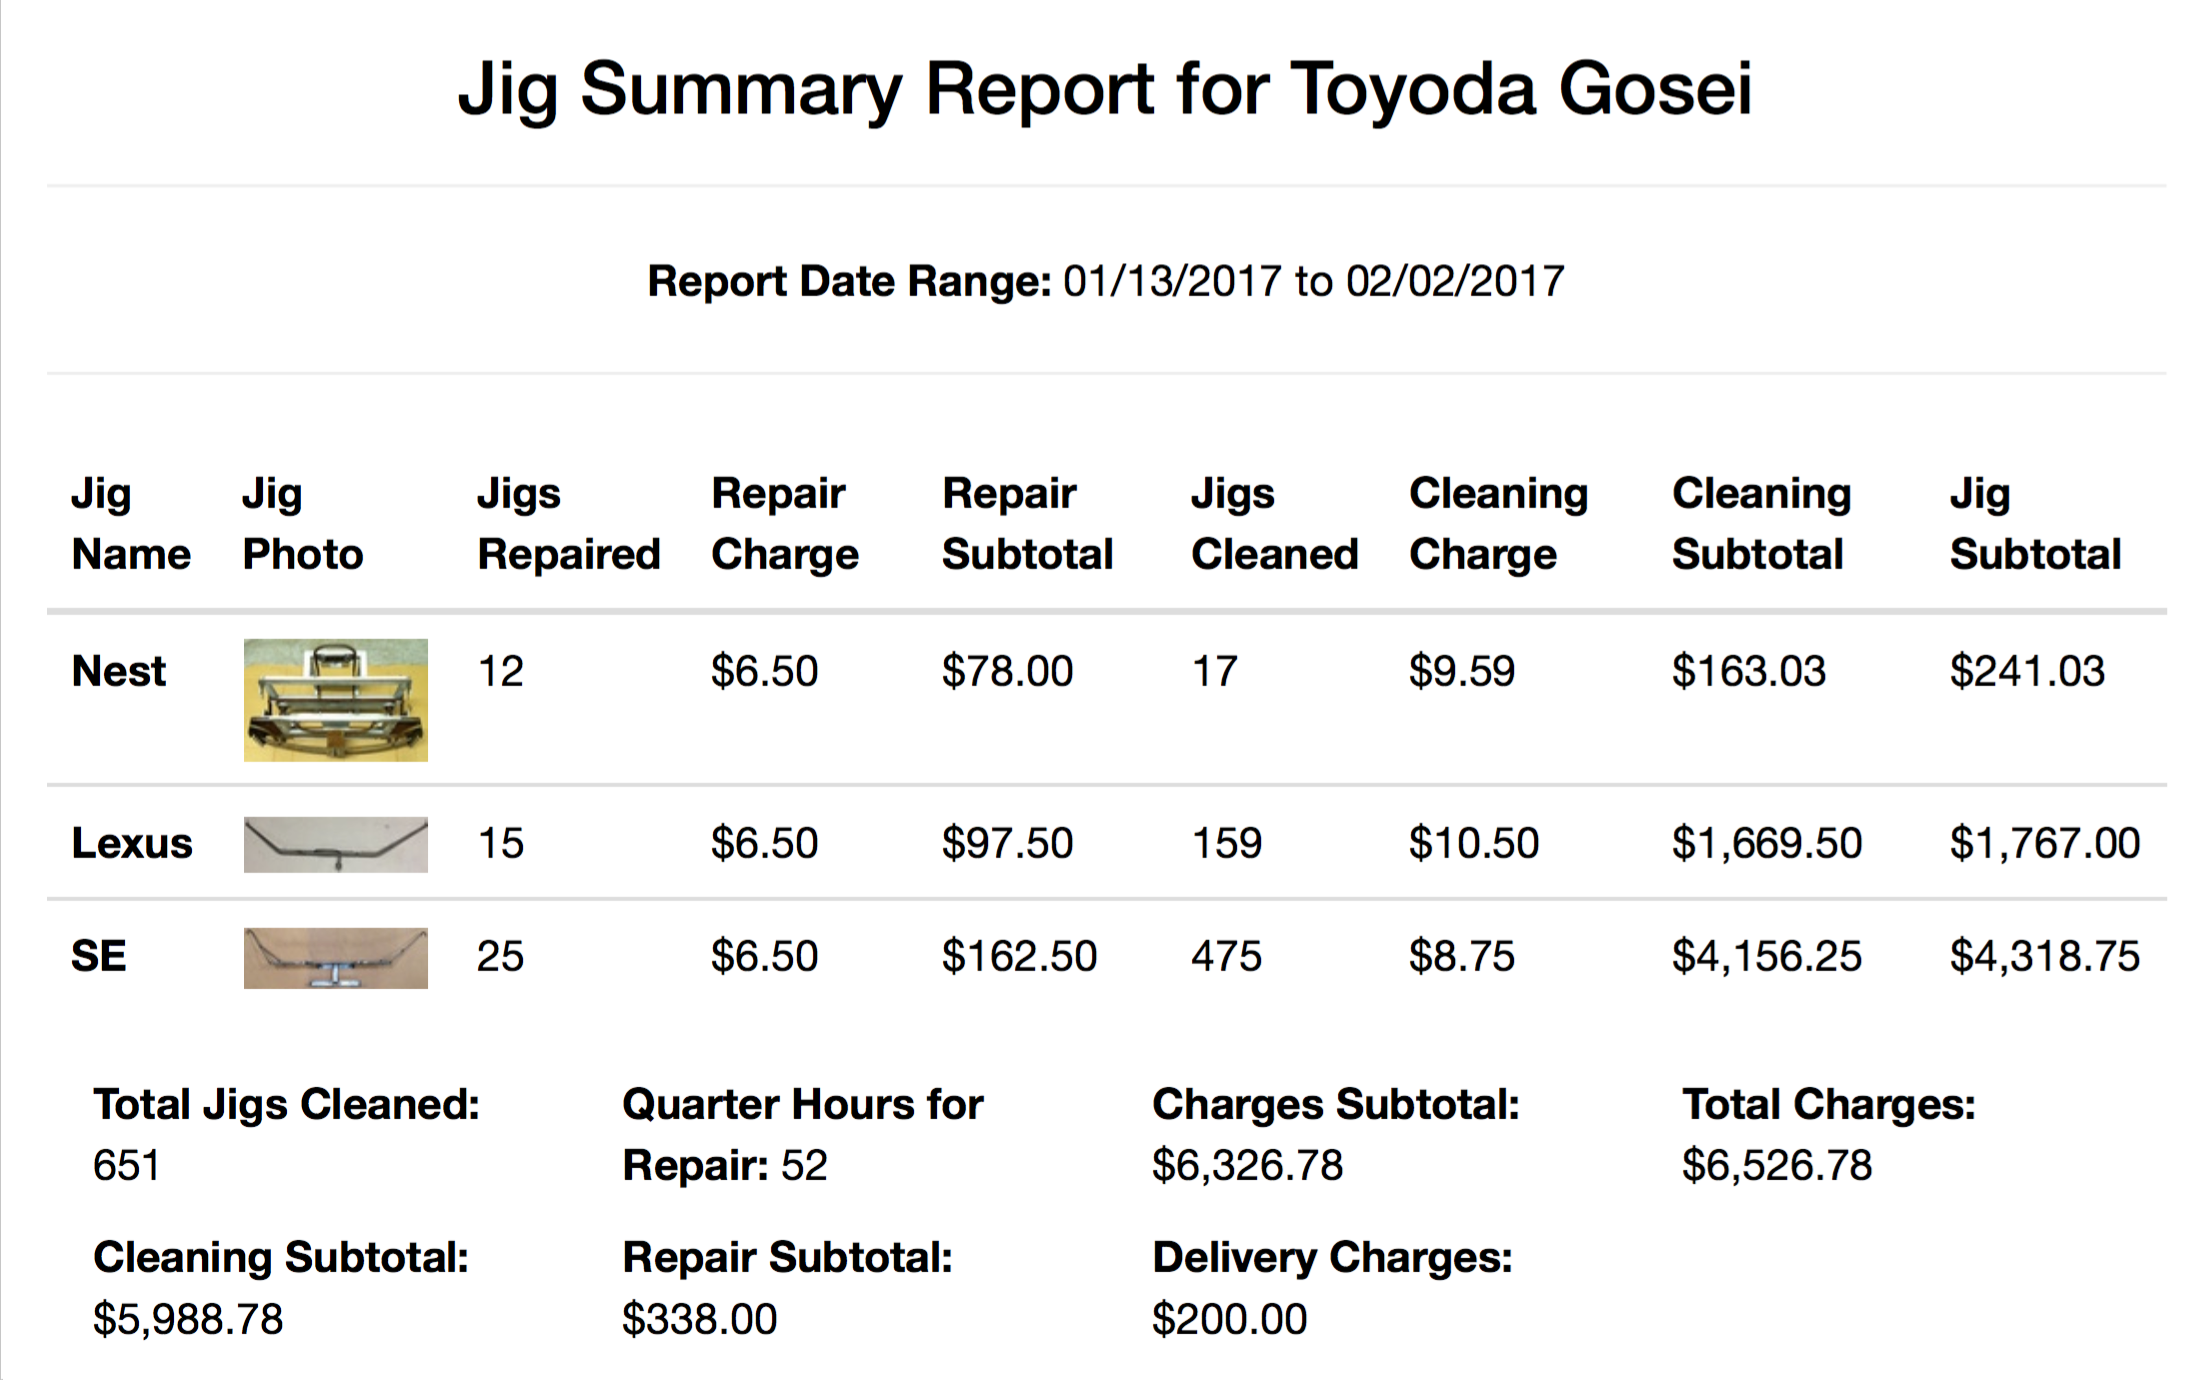 Jig Summary Report for Toyoda Gosei
Report Date Range: 01/13/2017 to 02/02/2017
Jig Name Jig Photo Jigs Repaired Repair Charge Repair Subtotal Jigs Cleaned Cleaning Charge Cleaning Subtotal Jig Subtotal
Nest 12 $6.50 $78.00 17 $9.59 $163.03 $241.03
Lexus 15 $6.50 $97.50 159 $10.50 $1,669.50 $1,767.00
SE 25 $6.50 $162.50 475 $8.75 $4,156.25 $4,318.75
Total Jigs Cleaned:
651
Quarter Hours for
Repair: 52
Charges Subtotal:
$6,326.78
Total Charges:
$6,526.78
Cleaning Subtotal:
$5,988.78
Repair Subtotal:
$338.00
Delivery Charges:
$200.00